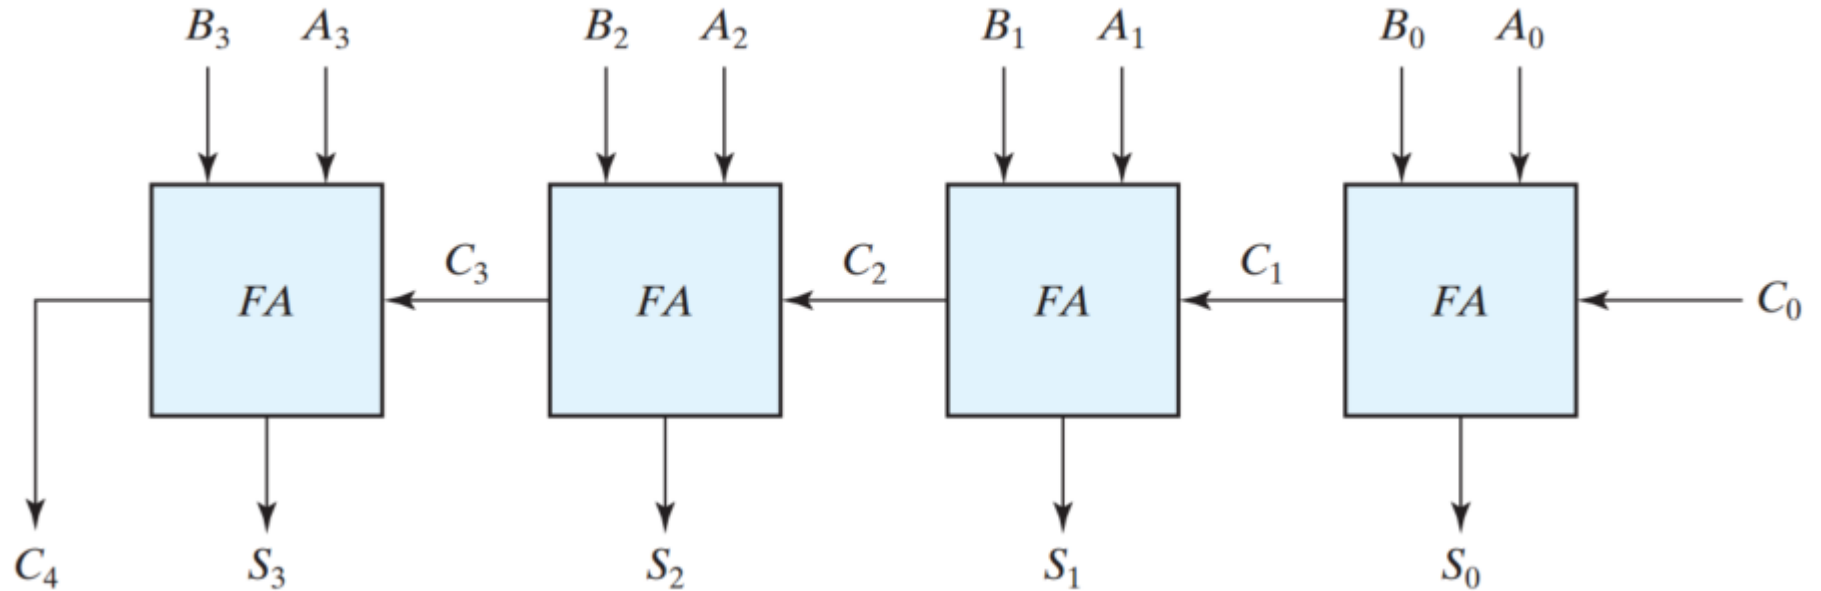 B₃ A₃ B₂ A₂ B₁ A₁ B₀ A₀
C₃ C₂ C₁
FA FA FA FA C₀
C₄ S₃ S₂ S₁ S₀